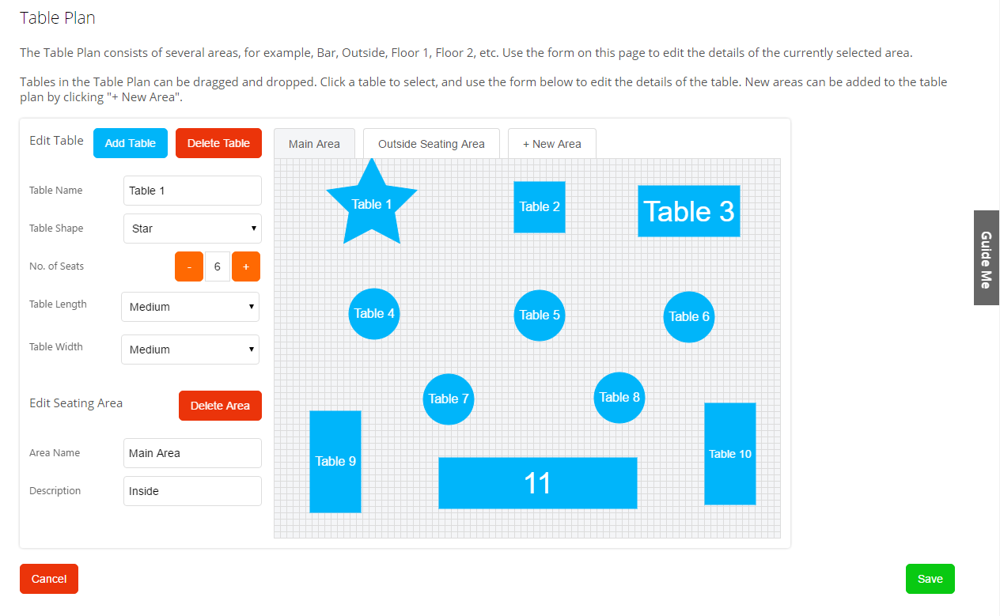 Table Plan
The Table Plan consists of several areas, for example, Bar, Outside, Floor 1, Floor 2, etc. Use the form on this page to edit the details of the currently selected area.
Tables in the Table Plan can be dragged and dropped. Click a table to select, and use the form below to edit the details of the table. New areas can be added to the table
plan by clicking "+ New Area".
Edit Table
Add Table
Delete Table
Table Name
Table 1
Table Shape
Star
No. of Seats
-
6
+
Table Length
Medium
Table Width
Medium
Edit Seating Area
Delete Area
Area Name
Main Area
Description
Inside
Main Area
Outside Seating Area
+ New Area
Table 1
Table 2
Table 3
Table 4
Table 5
Table 6
Table 7
Table 8
Table 9
11
Table 10
Guide Me
Cancel
Save